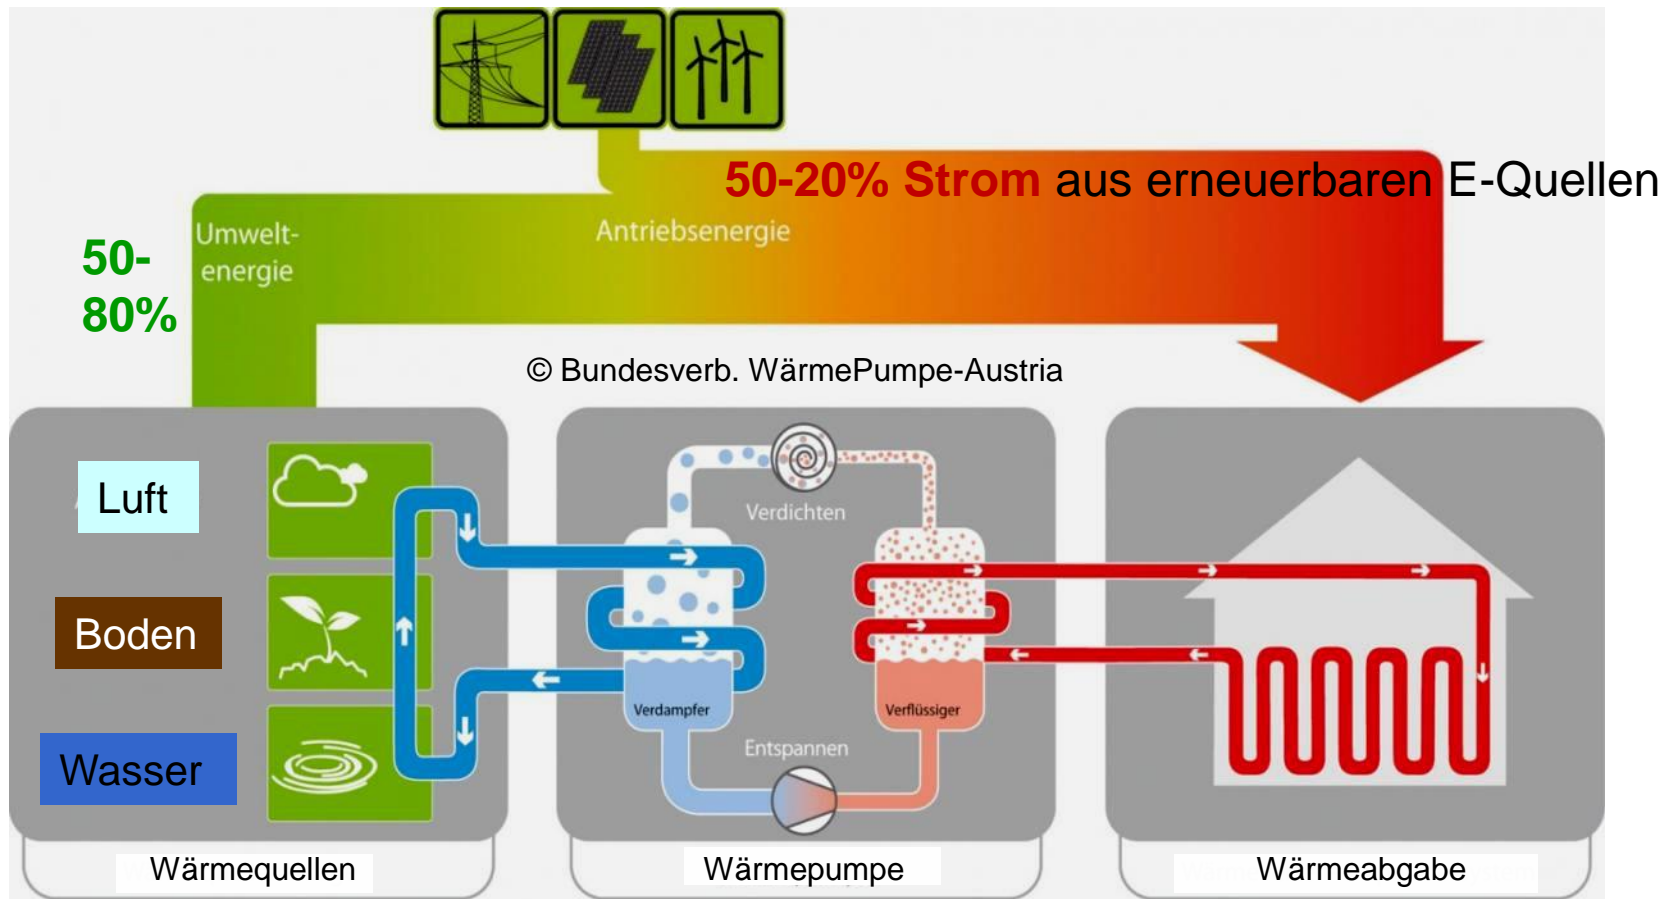 50-20% Strom aus erneuerbaren E-Quellen
Umwelt-
energie
Antriebsenergie
50-
80%
© Bundesverb. WärmePumpe-Austria
Luft
Verdichten
Boden
Verdampfer
Verflüssiger
Entspannen
Wasser
Wärmequellen
Wärmepumpe
Wärmeabgabe